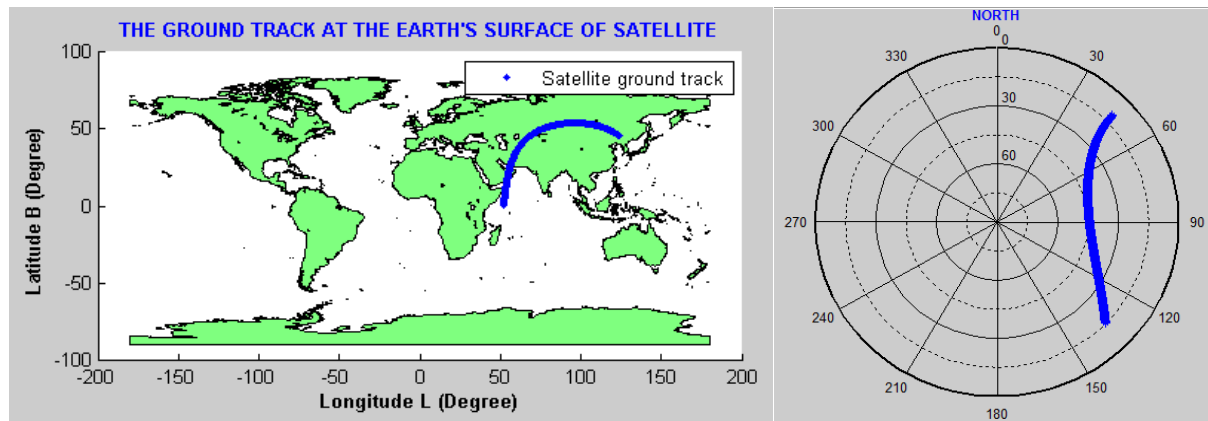 THE GROUND TRACK AT THE EARTH'S SURFACE OF SATELLITE
Satellite ground track
Latitude B (Degree)
100
50
0
-50
-100
-200 -150 -100 -50 0 50 100 150 200
Longitude L (Degree)
NORTH
0
0
330 30
30
300 60
60
270 90
240 120
210 150
180